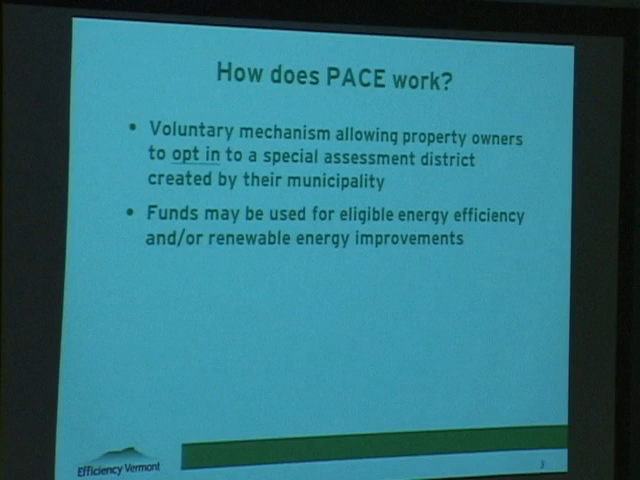 How does PACE work?
• Voluntary mechanism allowing property owners
to opt in to a special assessment district
created by their municipality
• Funds may be used for eligible energy efficiency
and/or renewable energy improvements
Efficiency Vermont
3